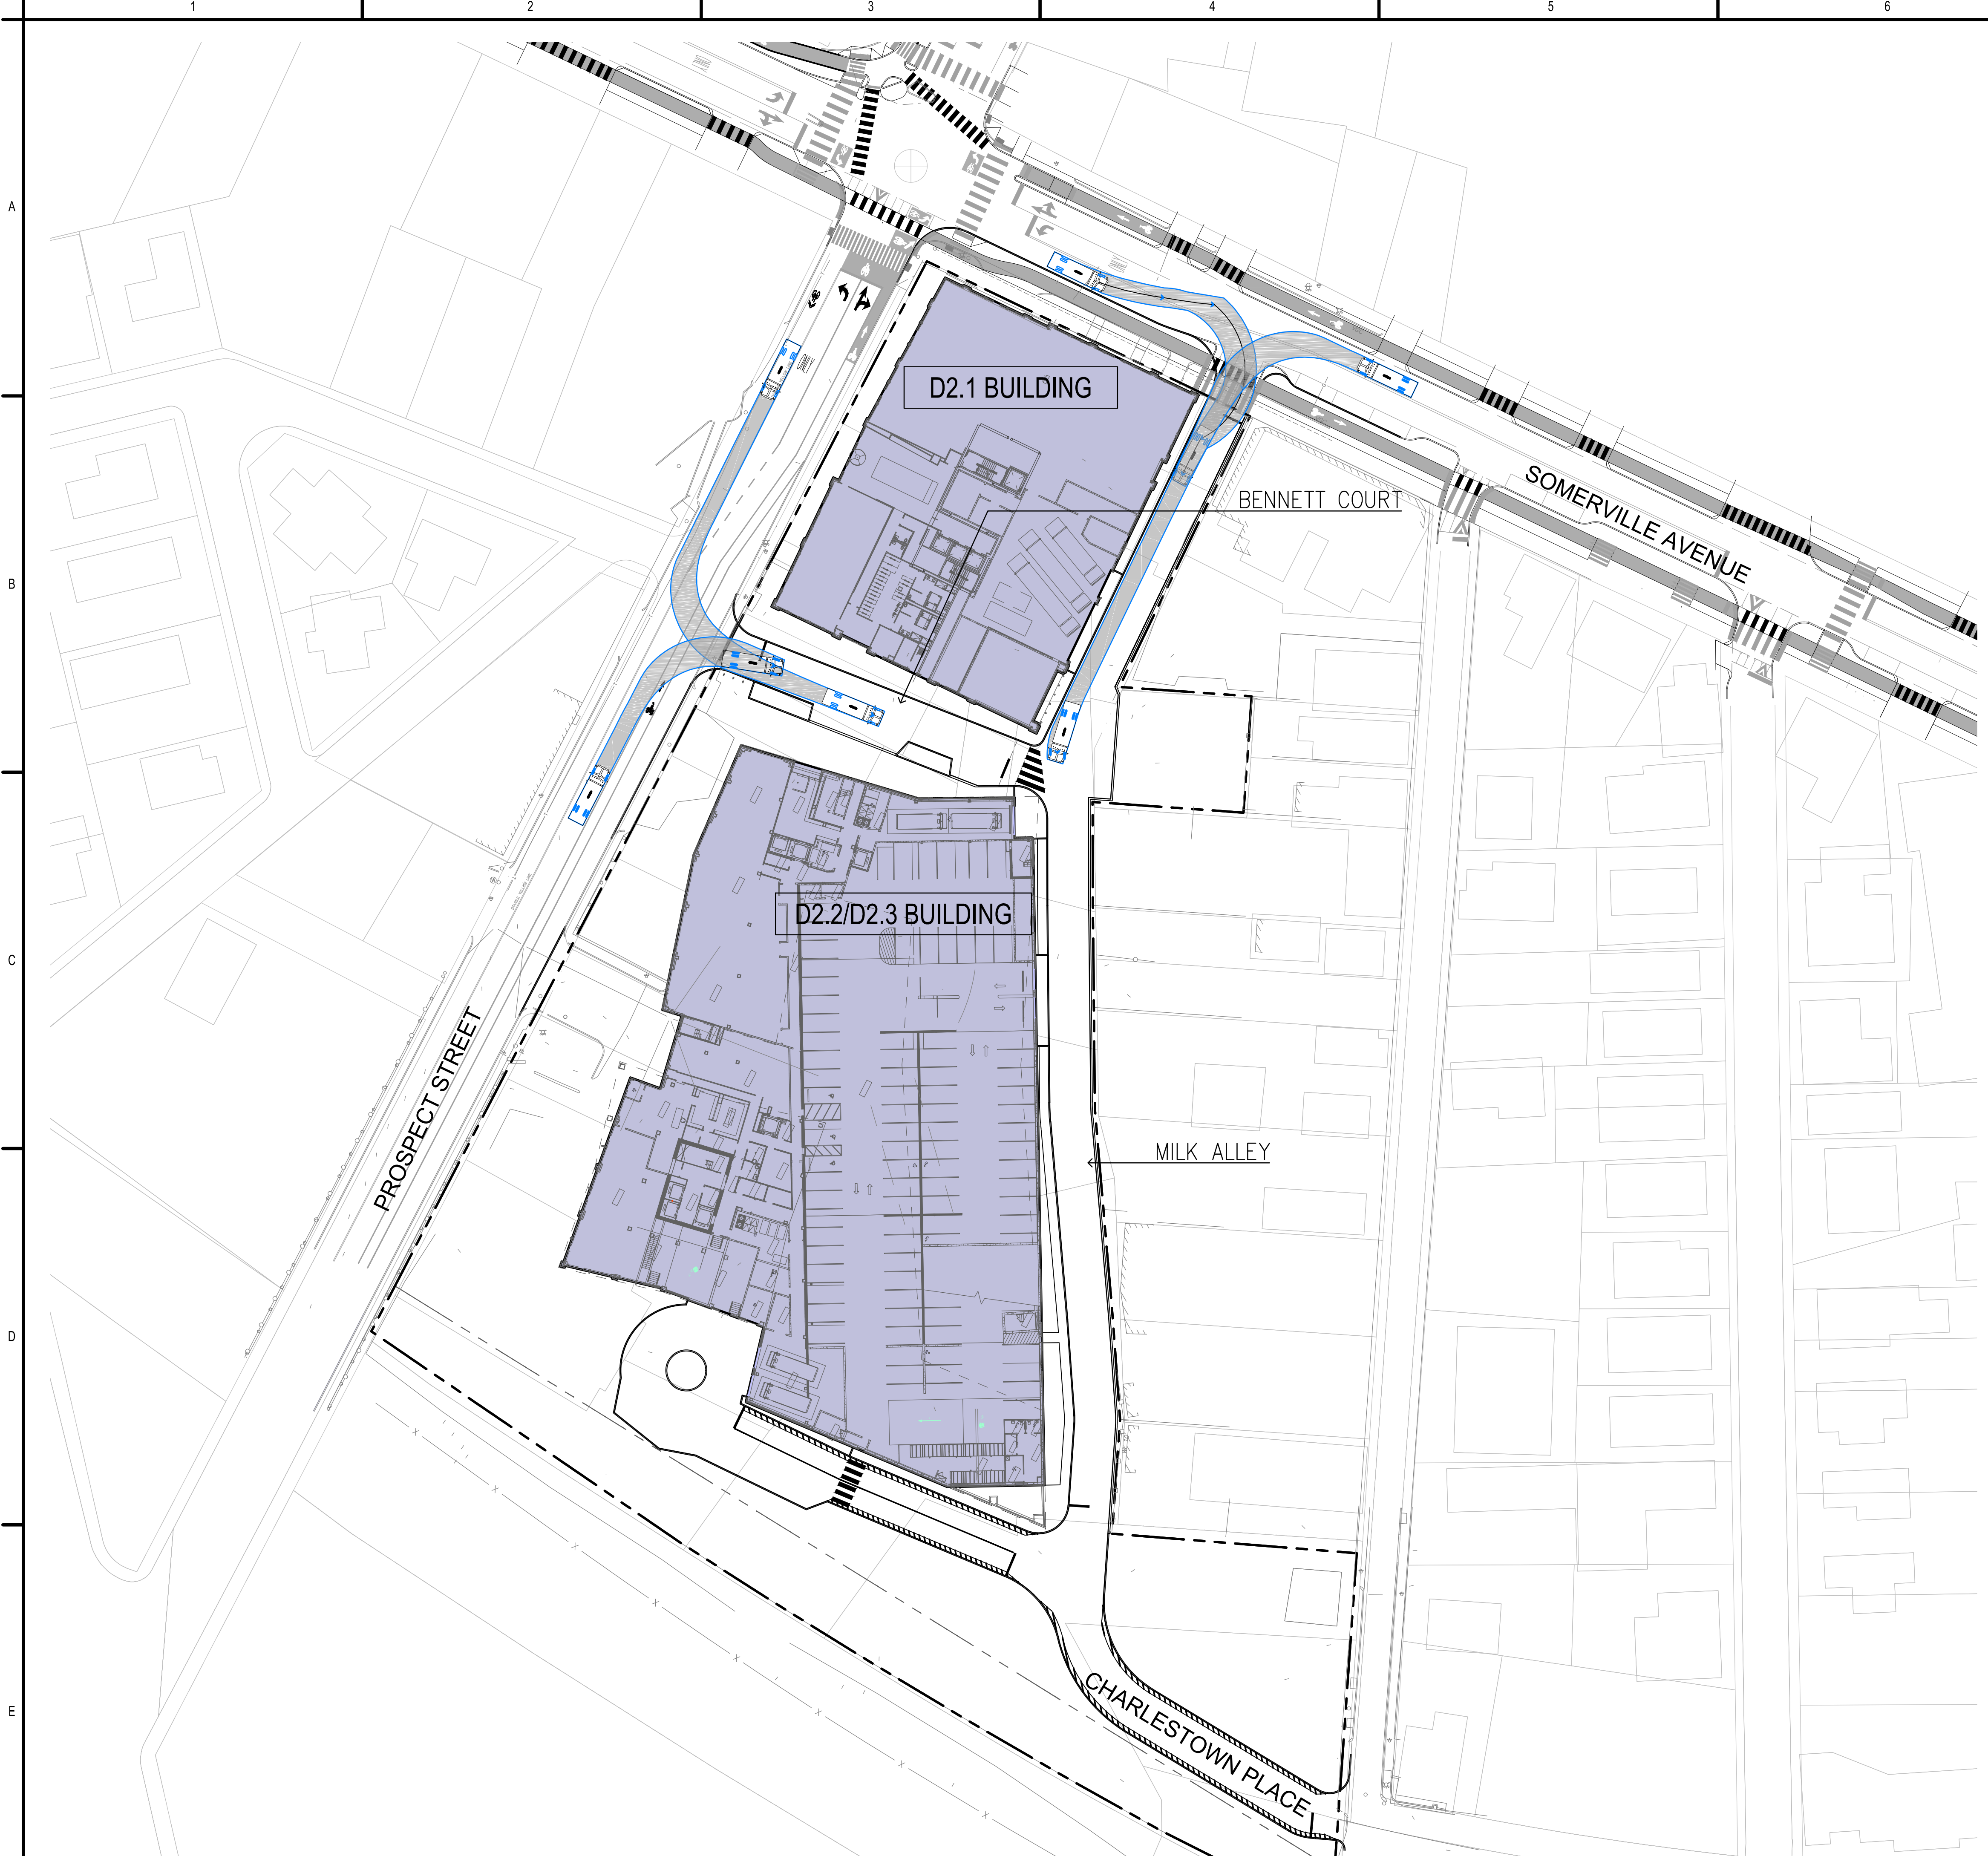 1 2 3 4 5 6
A
D2.1 BUILDING
BENNETT COURT
SOMERVILLE AVENUE
B
D2.2/D2.3 BUILDING
C
PROSPECT STREET
MILK ALLEY
D
CHARLESTOWN PLACE
E